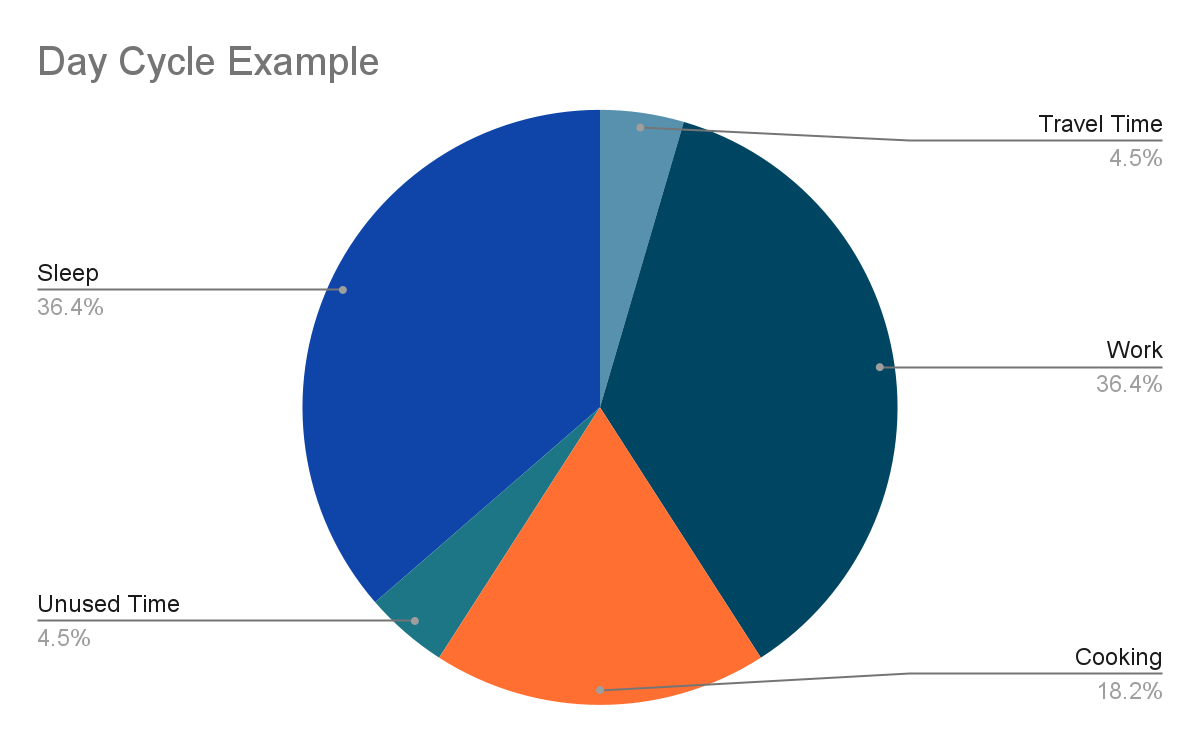 Day Cycle Example
Travel Time
4.5%
Sleep
36.4%
Work
36.4%
Unused Time
4.5%
Cooking
18.2%